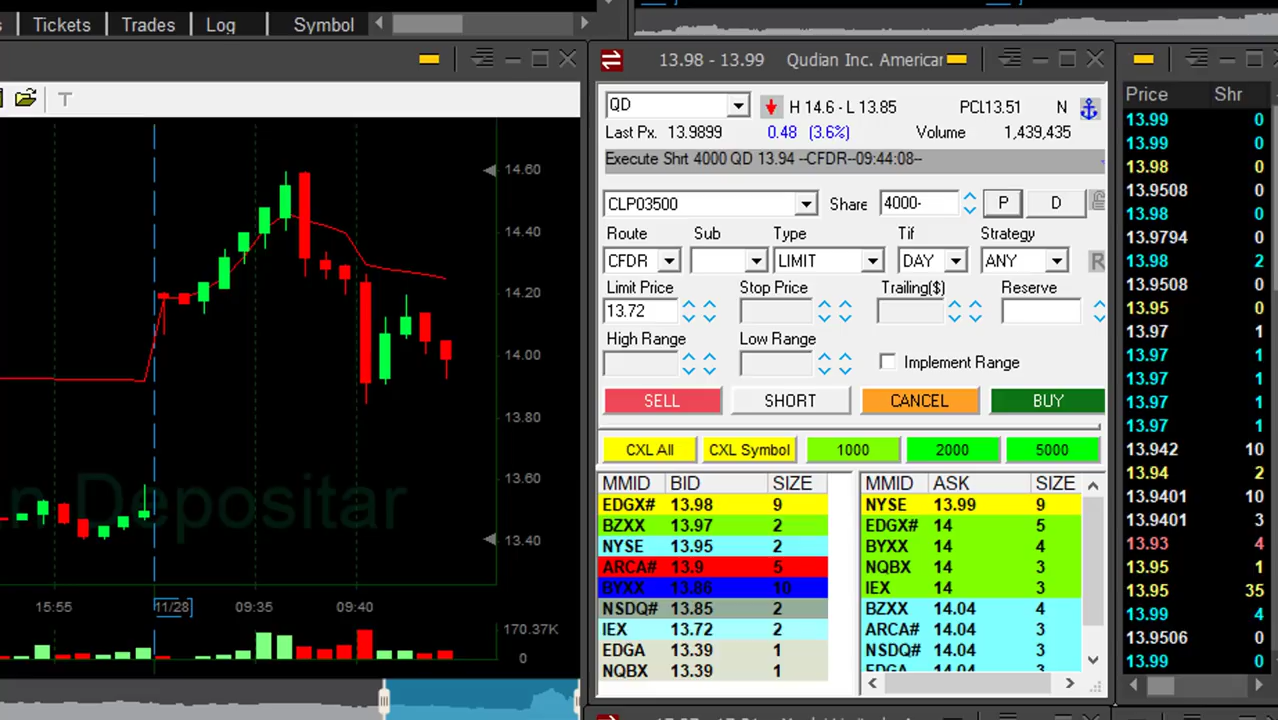 Tickets Trades Log Symbol
13.98 - 13.99 Qudian Inc. American
QD H 14.6 - L 13.85 PCL13.51 N
Last Px. 13.9899 0.48 (3.6%) Volume 1,439,435
Execute Shrt 4000 QD 13.94 --CFDR--09:44:08--
CLP03500 Share 4000- P D
Route Sub Type Tif Strategy
CFDR LIMIT DAY ANY R
Limit Price Stop Price Trailing($) Reserve
13.72
High Range Low Range
Implement Range
SELL SHORT CANCEL BUY
CXL All CXL Symbol 1000 2000 5000
MMID BID SIZE
EDGX# 13.98 9
BZXX 13.97 2
NYSE 13.95 2
ARCA# 13.9 5
BYXX 13.86 10
NSDQ# 13.85 2
IEX 13.72 2
EDGA 13.39 1
NQBX 13.39 1
MMID ASK SIZE
NYSE 13.99 9
EDGX# 14 5
BYXX 14 4
NQBX 14 3
IEX 14 3
BZXX 14.04 4
ARCA# 14.04 3
NSDQ# 14.04 3
EDGA 14.04 3
Price Shr
13.99 0
13.99 0
13.98 0
13.9508 0
13.98 0
13.9794 0
13.98 2
13.9508 0
13.95 0
13.97 1
13.97 1
13.97 1
13.97 1
13.97 1
13.942 10
13.94 2
13.9401 10
13.9401 3
13.93 4
13.95 1
13.95 35
13.99 4
13.9506 0
13.99 0
T
14.60
14.40
14.20
14.00
13.80
13.60
13.40
n Depositar
15:55 11/28 09:35 09:40
170.37K
0